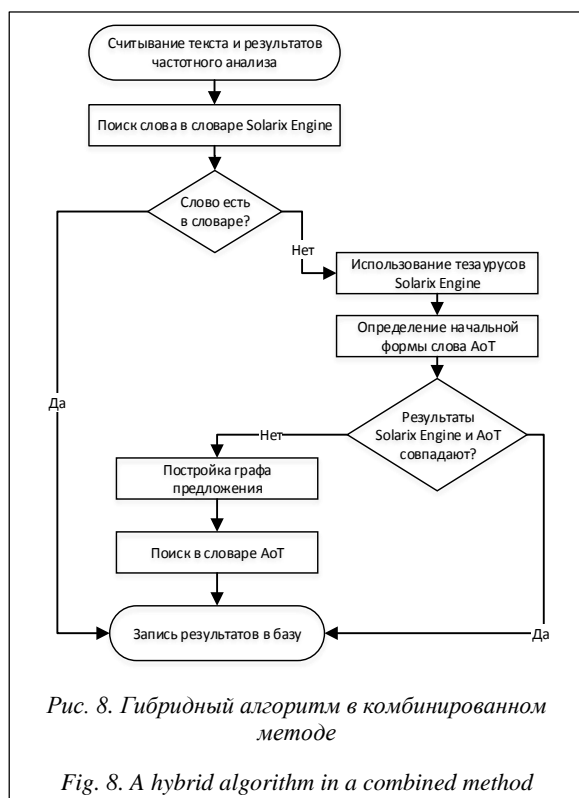 Считывание текста и результатов
частотного анализа
Поиск слова в словаре Solarix Engine
Слово есть
в словаре?
Нет
Использование тезаурусов
Solarix Engine
Определение начальной
формы слова АоТ
Да
Результаты
Solarix Engine и АоТ
совпадают?
Нет
Постройка графа
предложения
Поиск в словаре АоТ
Запись результатов в базу
Да
Рис. 8. Гибридный алгоритм в комбинированном
методе
Fig. 8. A hybrid algorithm in a combined method